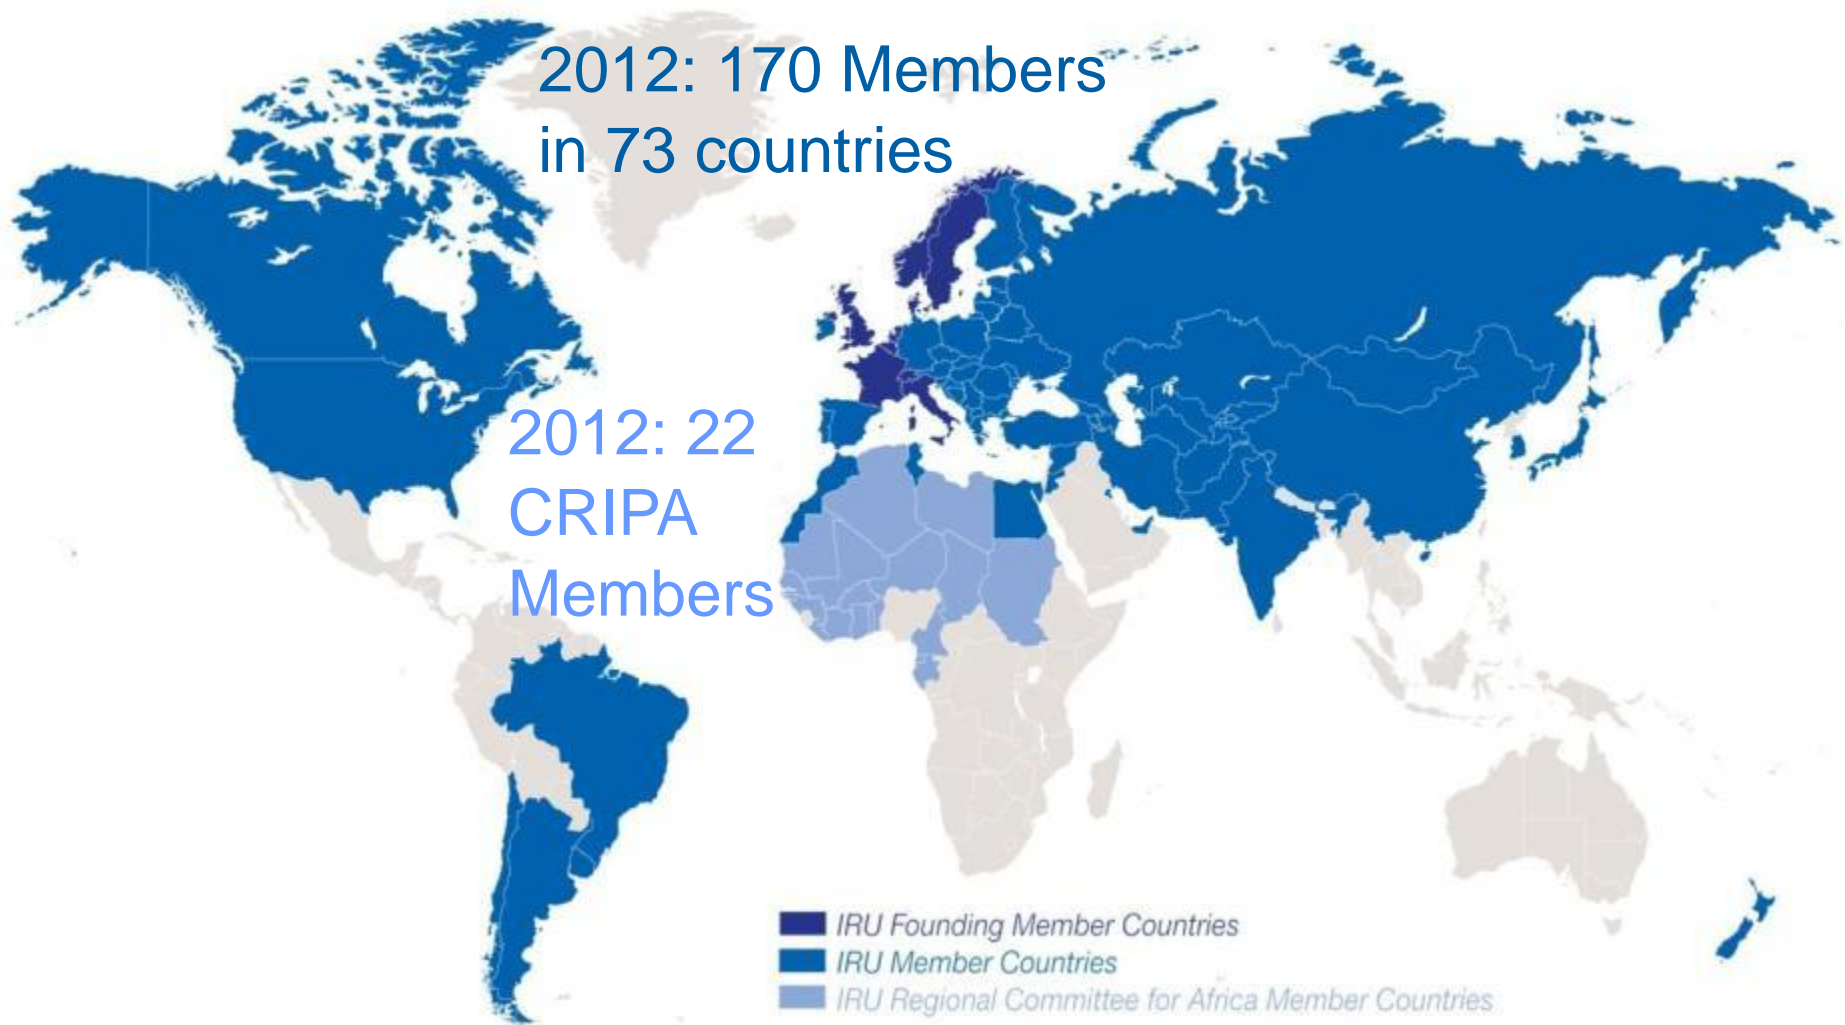 2012: 170 Members
in 73 countries
2012: 22
CRIPA
Members
IRU Founding Member Countries
IRU Member Countries
IRU Regional Committee for Africa Member Countries